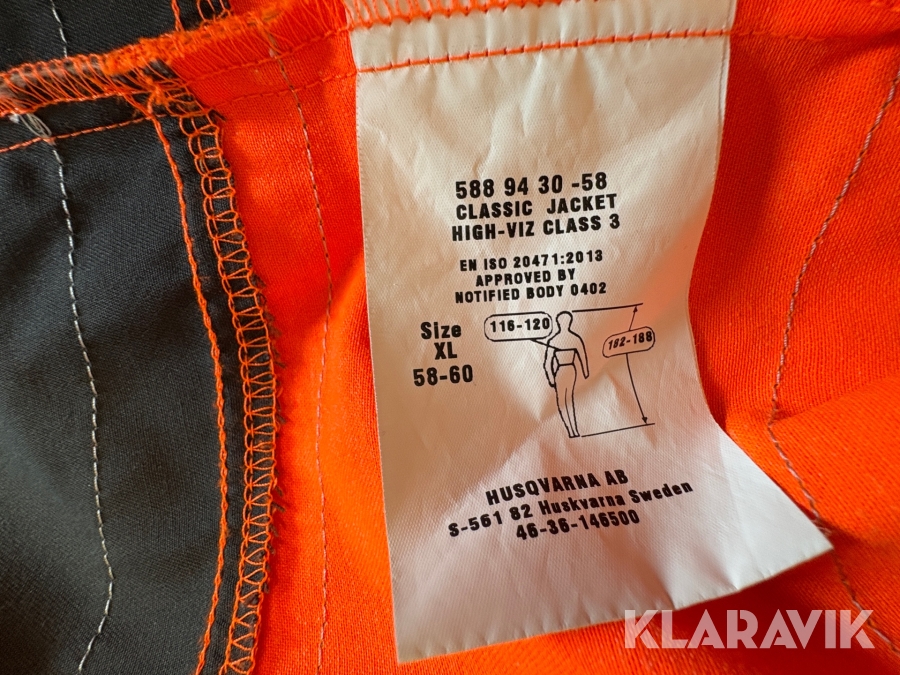 588 94 30 -58
CLASSIC JACKET
HIGH-VIZ CLASS 3
EN ISO 20471:2013
APPROVED BY
NOTIFIED BODY 0402
Size
XL
58-60
116-120
182-188
HUSQVARNA AB
S-561 82 Huskvarna Sweden
46-36-146500
KLARAVIK